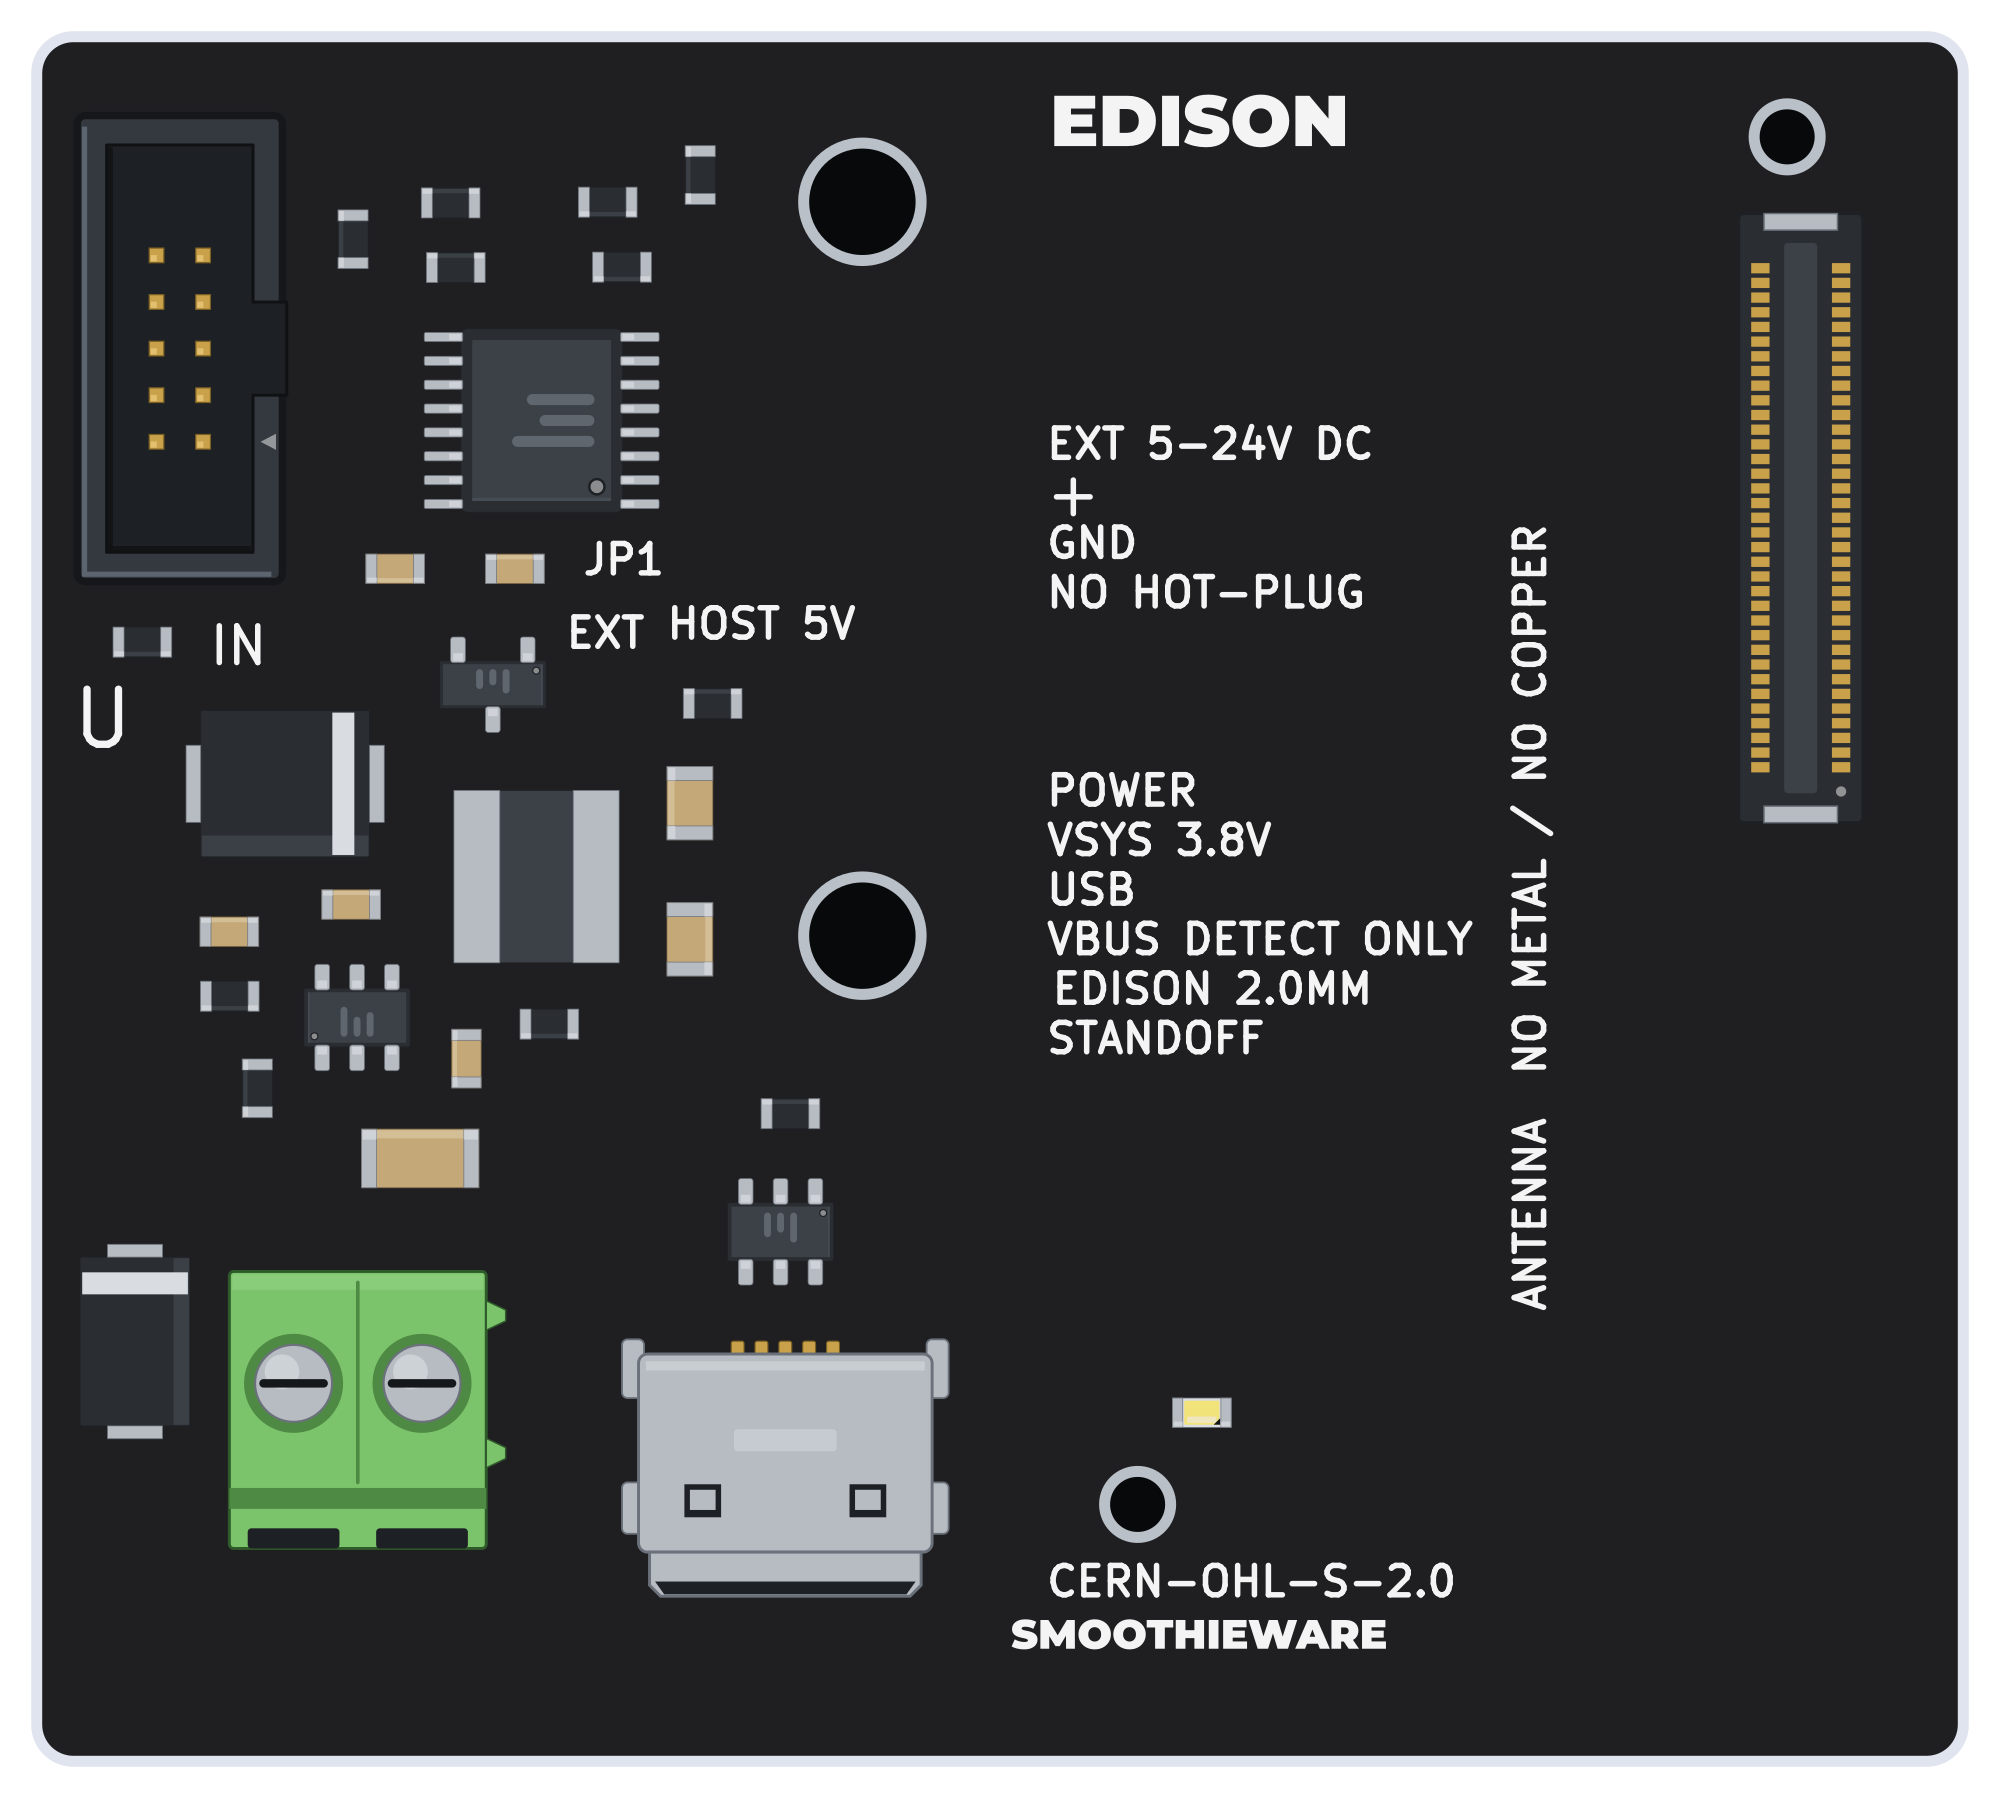 EDISON
EXT 5-24V DC
+
GND
NO HOT-PLUG
JP1
EXT
HOST 5V
IN
U
POWER
VSYS 3.8V
USB
VBUS DETECT ONLY
EDISON 2.0MM
STANDOFF
ANTENNA NO METAL / NO COPPER
CERN-OHL-S-2.0
SMOOTHIEWARE